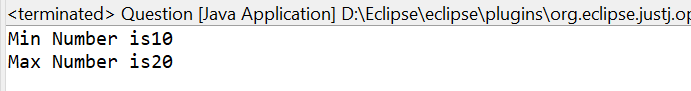 <terminated> Question [Java Application] D:\Eclipse\eclipse\plugins\org.eclipse.justj.op
Min Number is10
Max Number is20